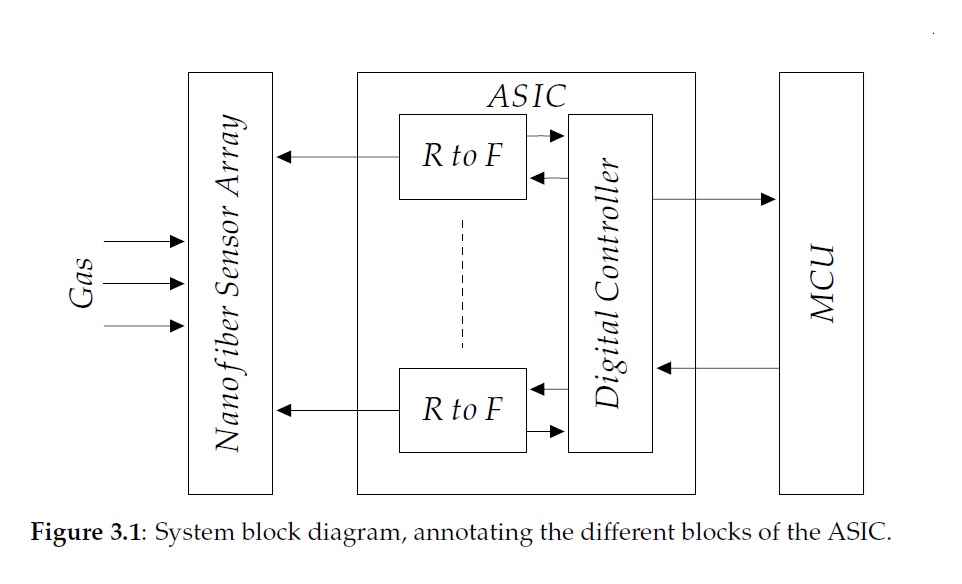 ASIC
R to F
Nanofiber Sensor Array
Gas
Digital Controller
MCU
R to F
Figure 3.1: System block diagram, annotating the different blocks of the ASIC.